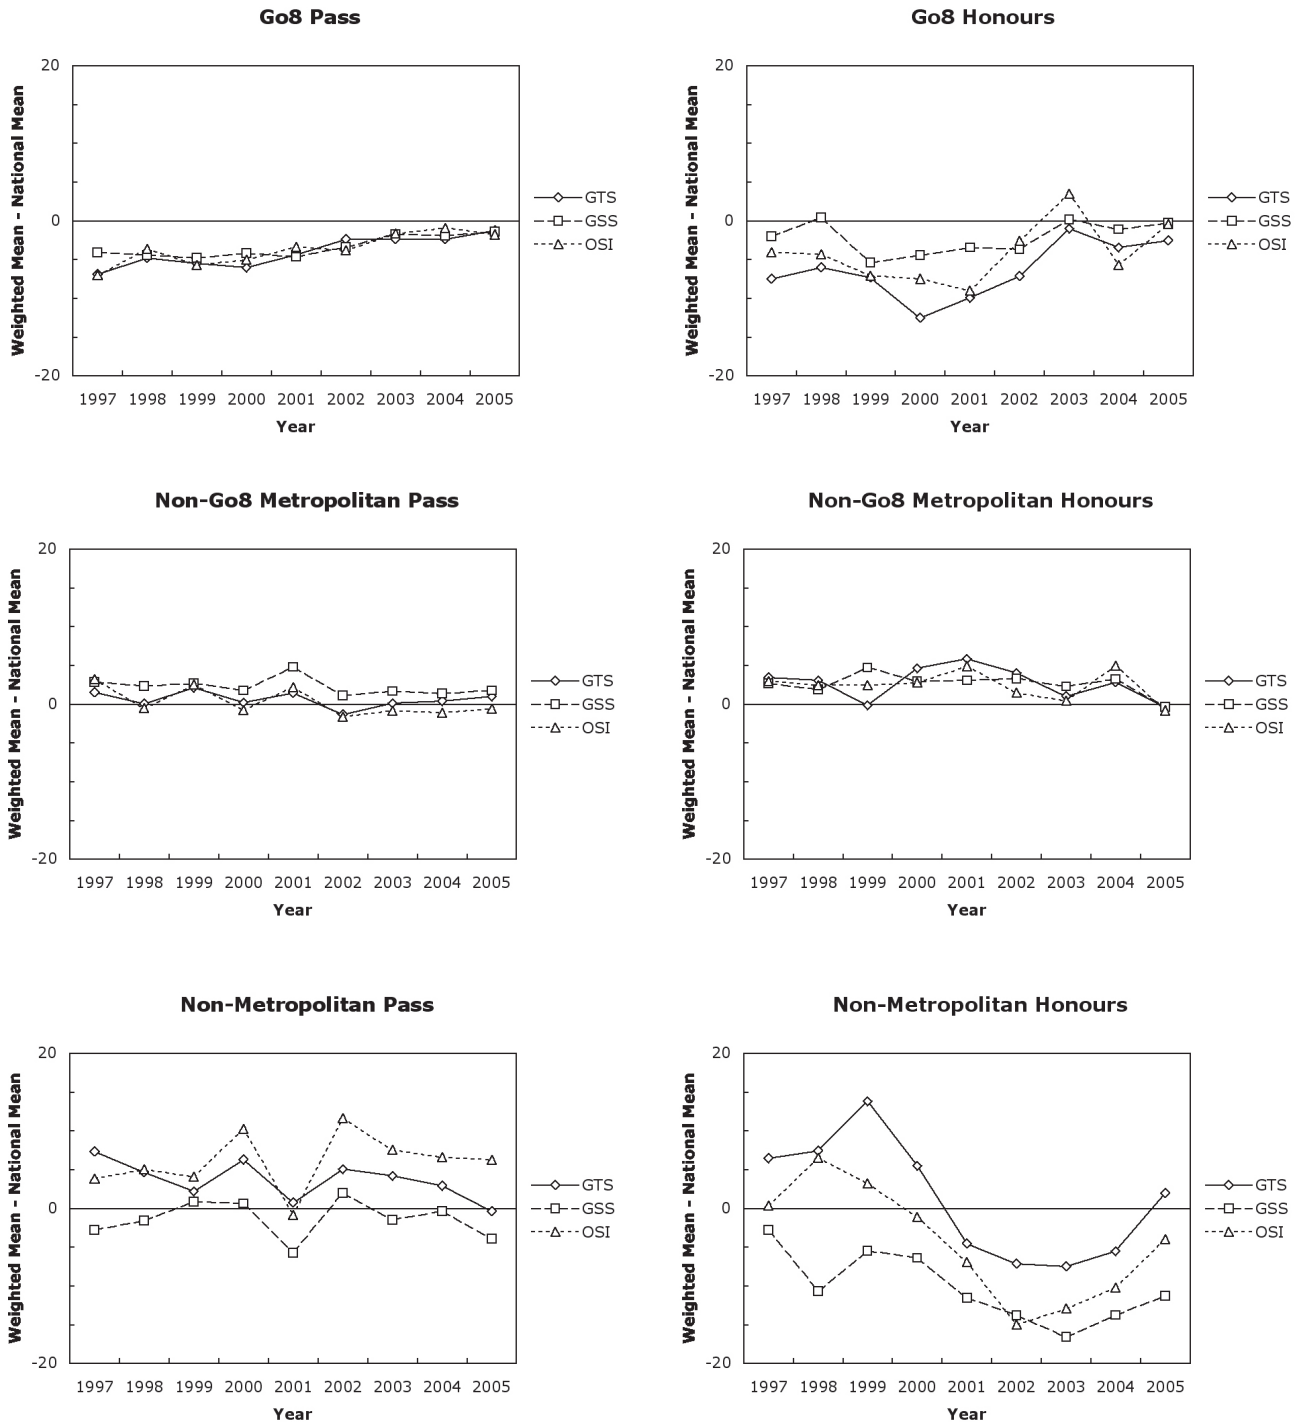 Go8 Pass
Weighted Mean - National Mean
20
0
-20
1997 1998 1999 2000 2001 2002 2003 2004 2005
Year
GTS
GSS
OSI
Go8 Honours
Weighted Mean - National Mean
20
0
-20
1997 1998 1999 2000 2001 2002 2003 2004 2005
Year
GTS
GSS
OSI
Non-Go8 Metropolitan Pass
Weighted Mean - National Mean
20
0
-20
1997 1998 1999 2000 2001 2002 2003 2004 2005
Year
GTS
GSS
OSI
Non-Go8 Metropolitan Honours
Weighted Mean - National Mean
20
0
-20
1997 1998 1999 2000 2001 2002 2003 2004 2005
Year
GTS
GSS
OSI
Non-Metropolitan Pass
Weighted Mean - National Mean
20
0
-20
1997 1998 1999 2000 2001 2002 2003 2004 2005
Year
GTS
GSS
OSI
Non-Metropolitan Honours
Weighted Mean - National Mean
20
0
-20
1997 1998 1999 2000 2001 2002 2003 2004 2005
Year
GTS
GSS
OSI